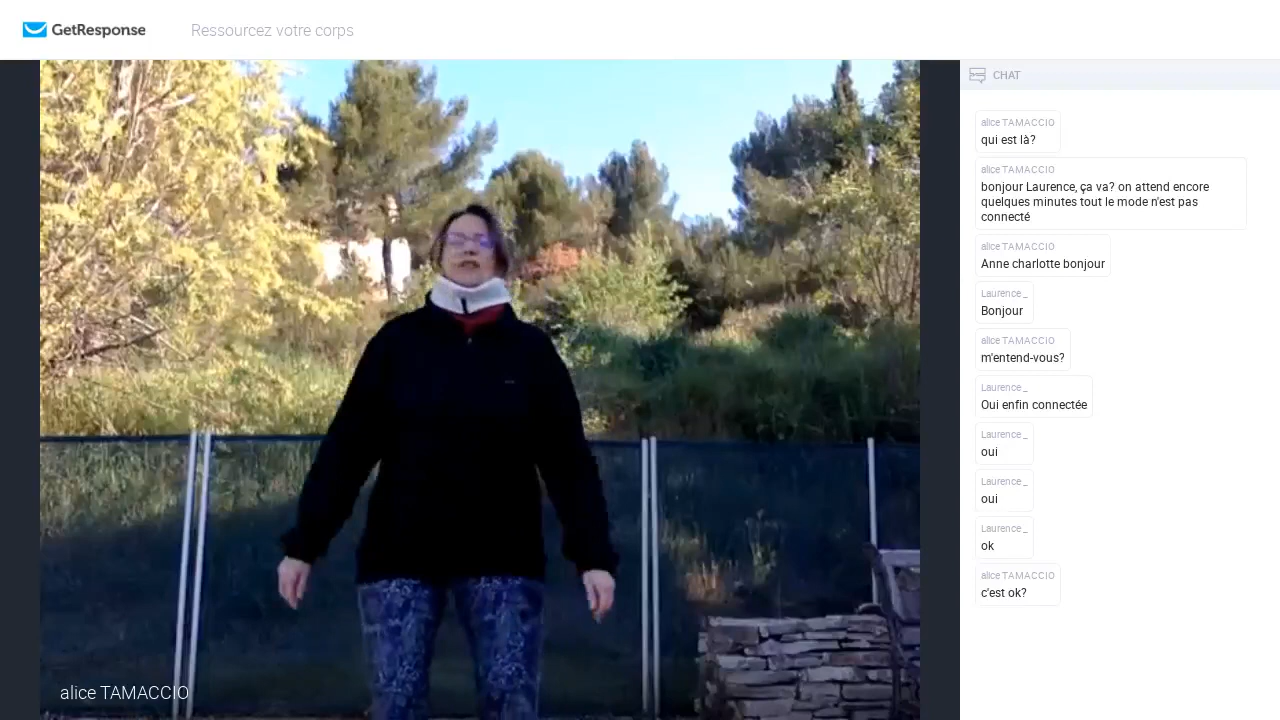 GetResponse
Ressourcez votre corps
CHAT
alice TAMACCIO
qui est là?
alice TAMACCIO
bonjour Laurence, ça va? on attend encore
quelques minutes tout le mode n'est pas
connecté
alice TAMACCIO
Anne charlotte bonjour
Laurence _
Bonjour
alice TAMACCIO
m'entend-vous?
Laurence _
Oui enfin connectée
Laurence _
oui
Laurence _
oui
Laurence _
ok
alice TAMACCIO
c'est ok?
alice TAMACCIO